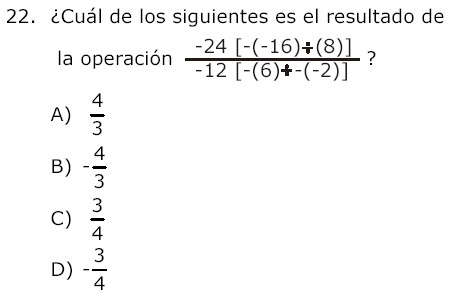 22. ¿Cuál de los siguientes es el resultado de
la operación -24 [-(-16)÷(8)] / -12 [-(6)÷-(-2)] ?
A) 4/3
B) -4/3
C) 3/4
D) -3/4